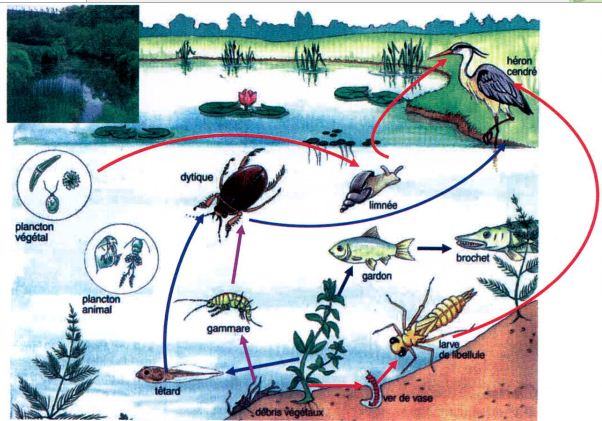 héron
cendré
dytique
limnée
plancton
végétal
gardon
brochet
plancton
animal
gammare
larve
de libellule
têtard
débris végétaux
ver de vase